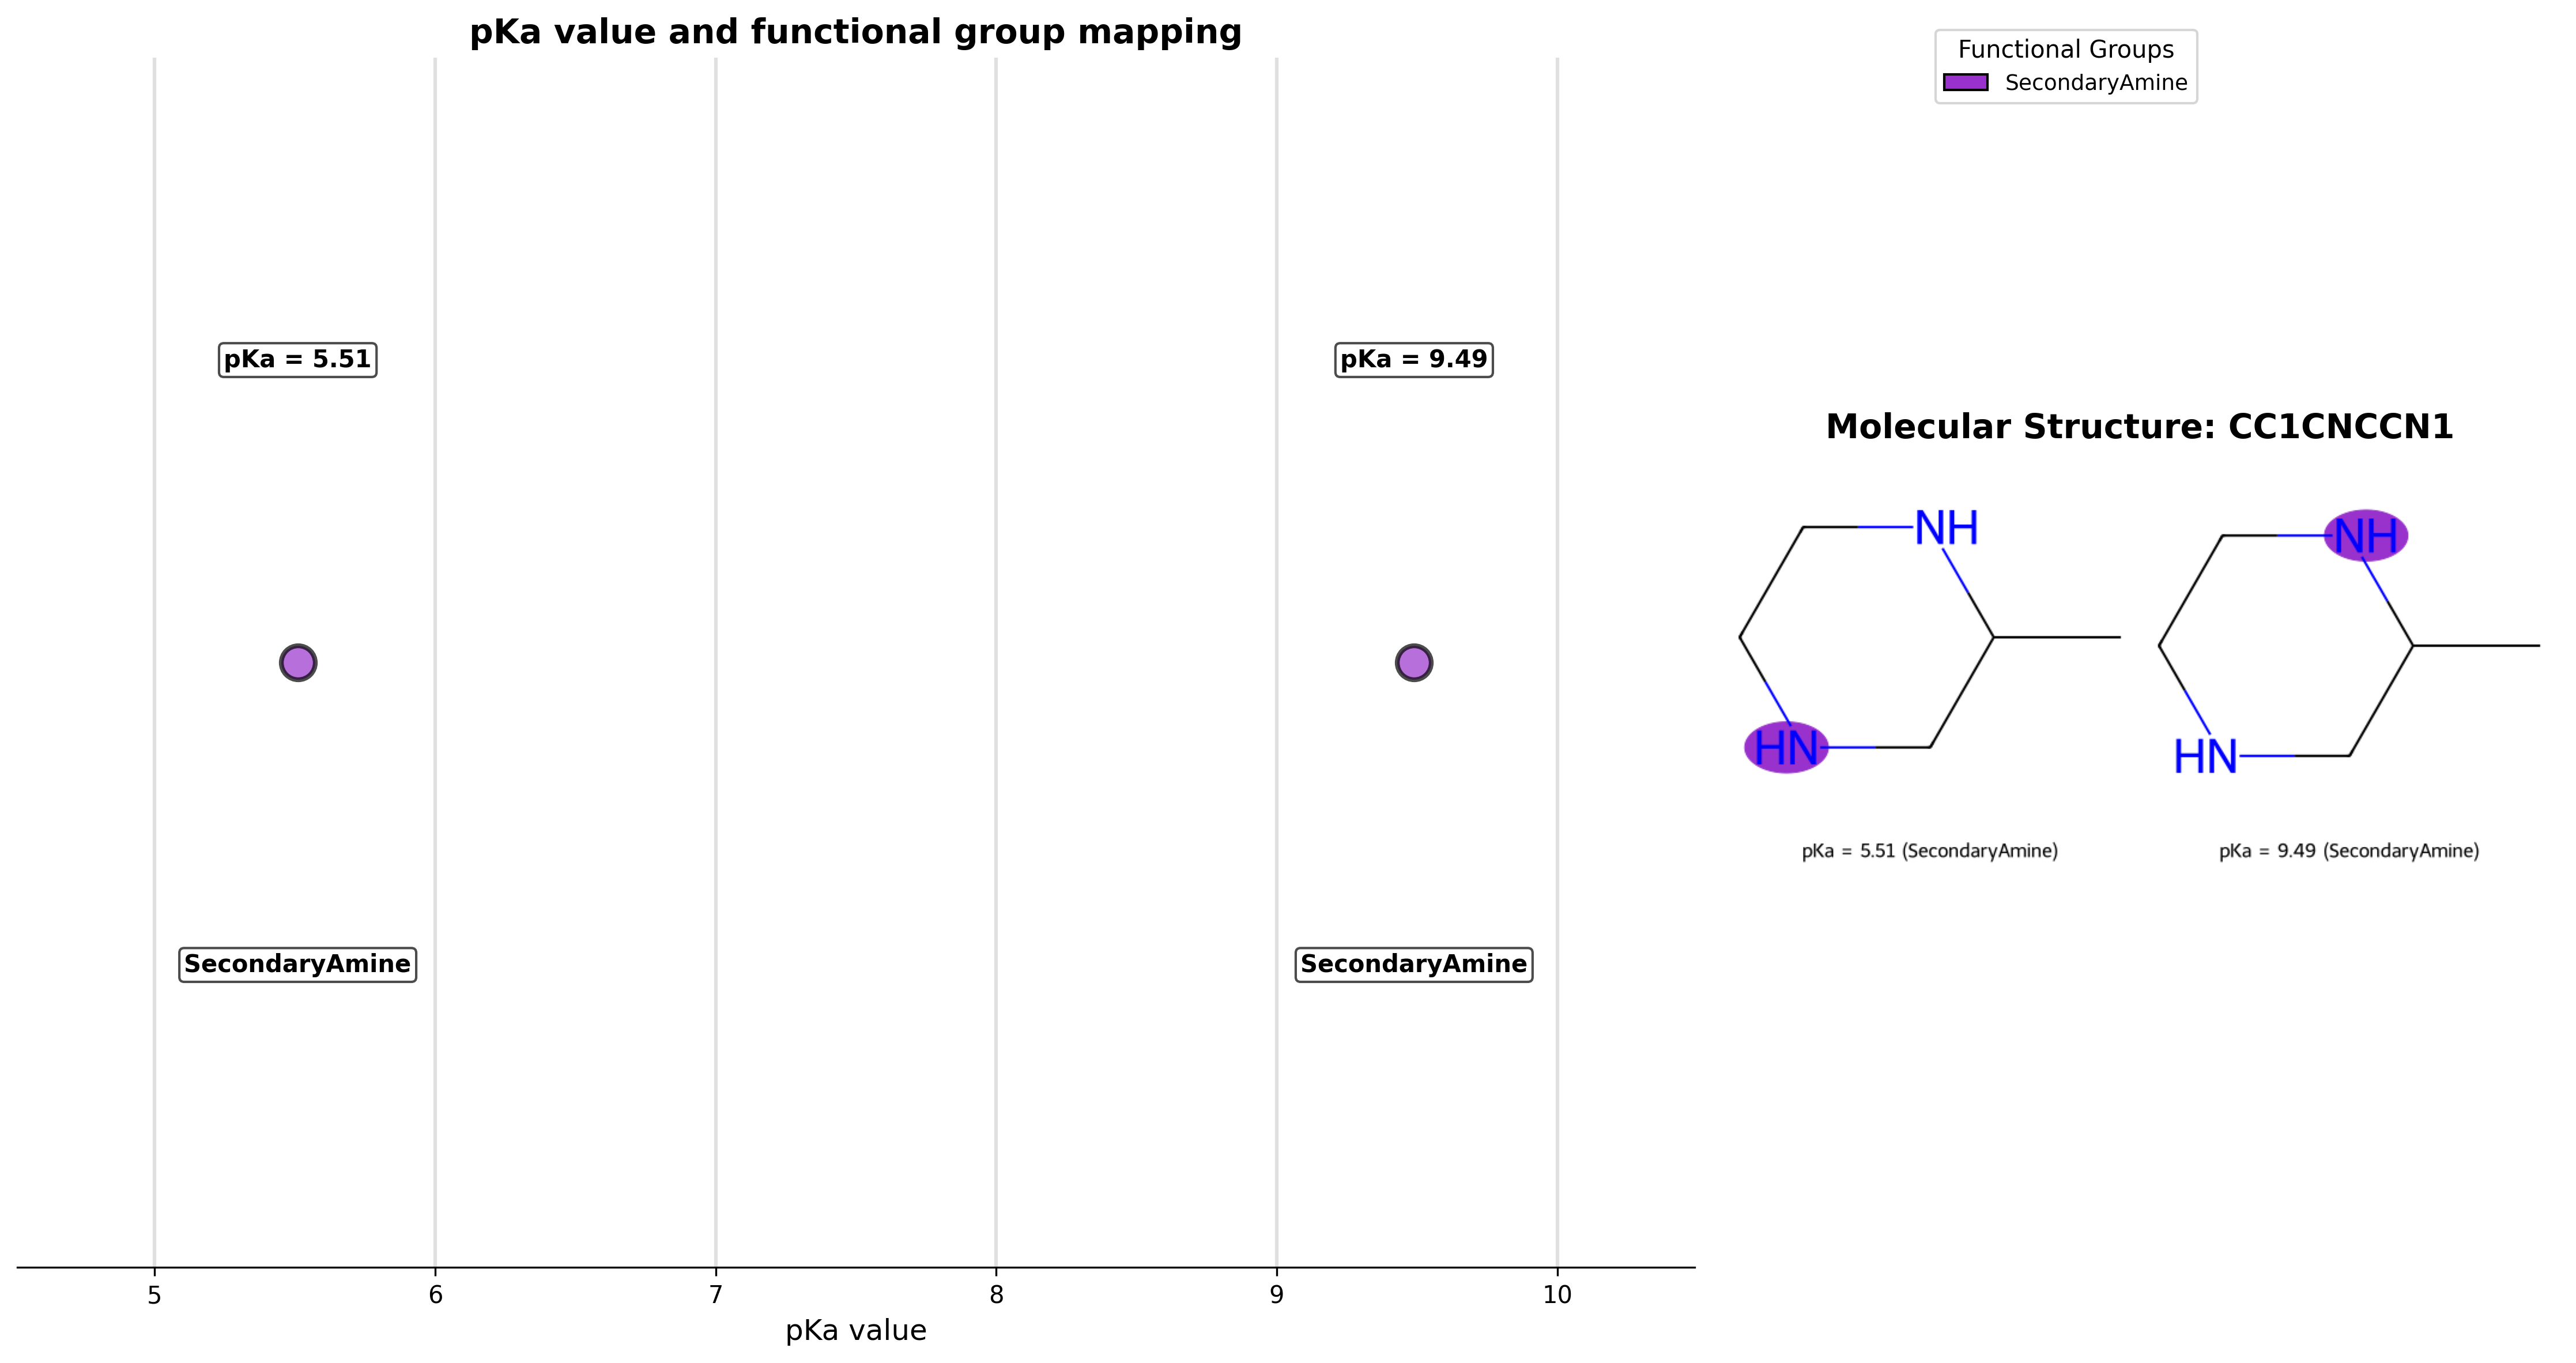 pKa value and functional group mapping
pKa = 5.51
pKa = 9.49
SecondaryAmine
SecondaryAmine
5 6 7 8 9 10
pKa value
Functional Groups
SecondaryAmine
Molecular Structure: CC1CNCCN1
NH
HN
NH
HN
pKa = 5.51 (SecondaryAmine)
pKa = 9.49 (SecondaryAmine)